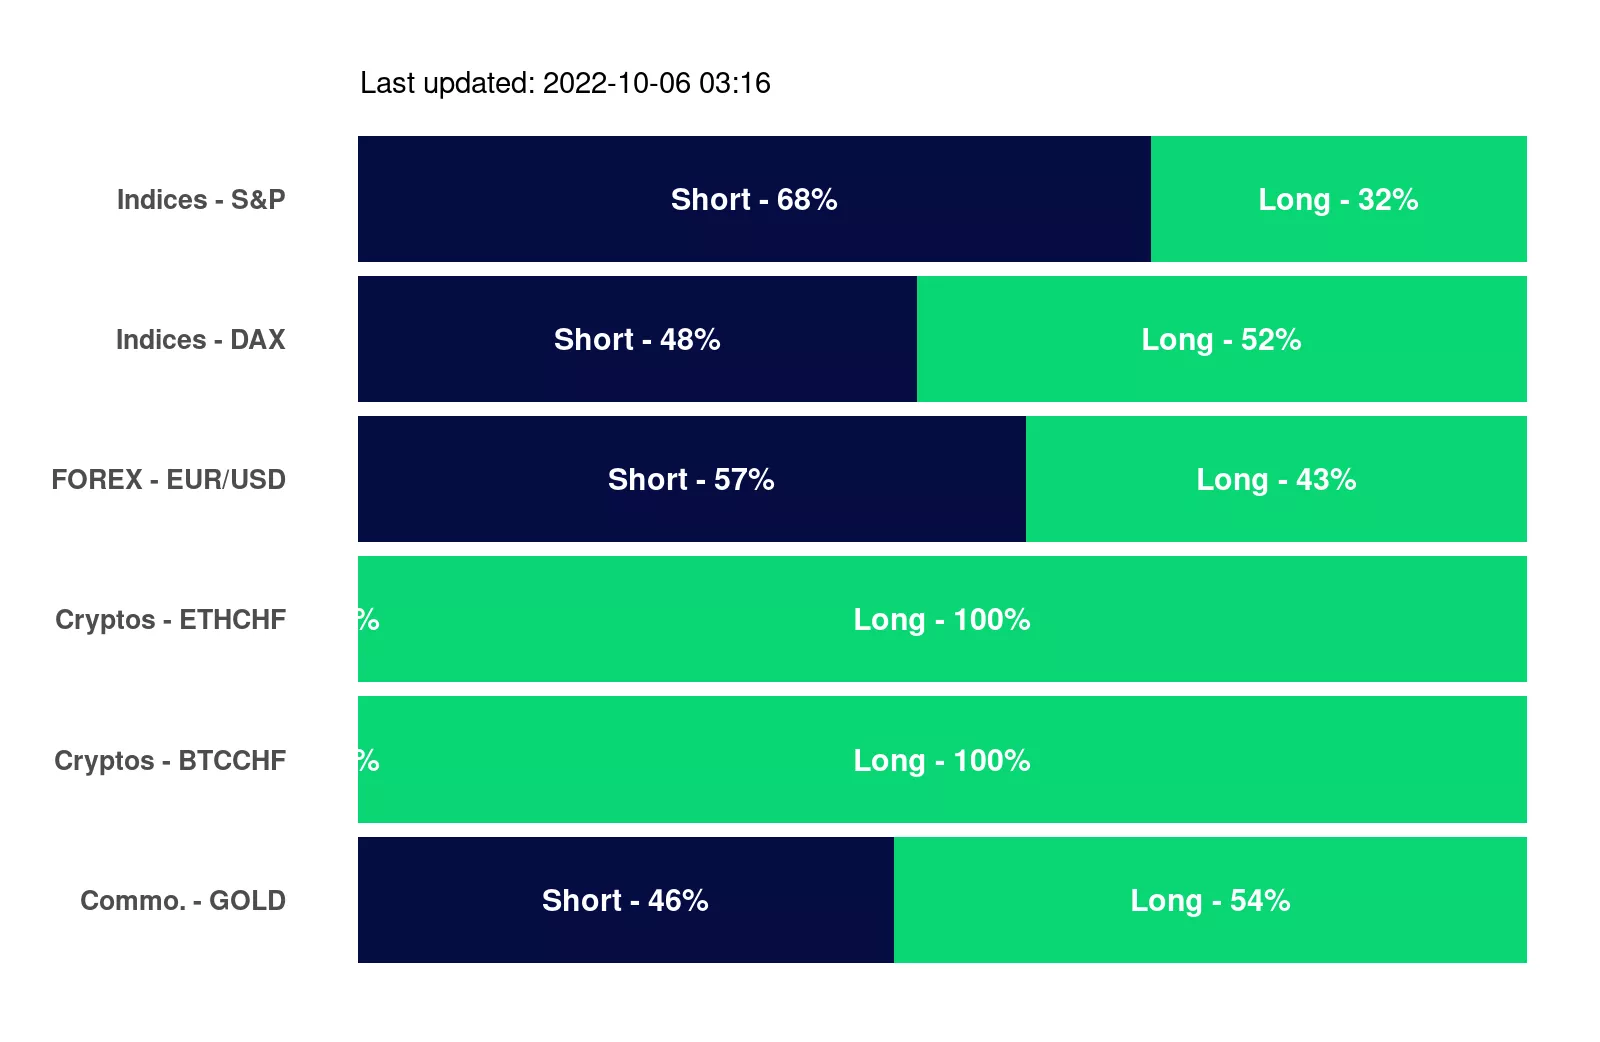 Last updated: 2022-10-06 03:16
Indices - S&P Short - 68% Long - 32%
Indices - DAX Short - 48% Long - 52%
FOREX - EUR/USD Short - 57% Long - 43%
Cryptos - ETHCHF % Long - 100%
Cryptos - BTCCHF % Long - 100%
Commo. - GOLD Short - 46% Long - 54%